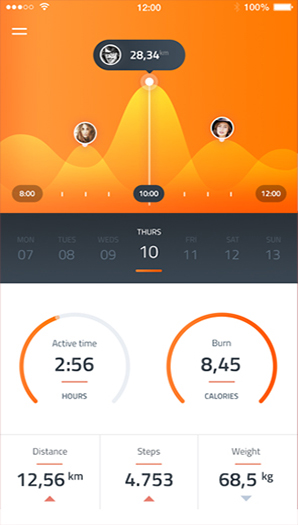 12:00 100%
28,34km
8:00 10:00 12:00
MON TUES WEDS THURS FRI SAT SUN
07 08 09 10 11 12 13
Active time Burn
2:56 8,45
HOURS CALORIES
Distance Steps Weight
12,56 km 4.753 68,5 kg